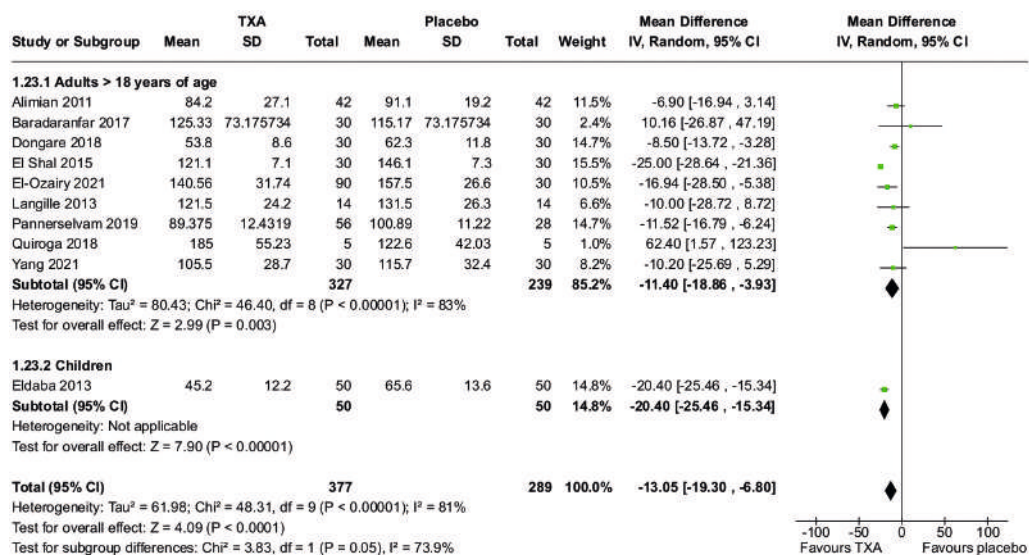 TXA Placebo Mean Difference Mean Difference
Study or Subgroup Mean SD Total Mean SD Total Weight IV, Random, 95% CI IV, Random, 95% CI
1.23.1 Adults > 18 years of age
Alimian 2011 84.2 27.1 42 91.1 19.2 42 11.5% -6.90 [-16.94 , 3.14]
Baradaranfar 2017 125.33 73.175734 30 115.17 73.175734 30 2.4% 10.16 [-26.87 , 47.19]
Dongare 2018 53.8 8.6 30 62.3 11.8 30 14.7% -8.50 [-13.72 , -3.28]
El Shal 2015 121.1 7.1 30 146.1 7.3 30 15.5% -25.00 [-28.64 , -21.36]
El-Ozairy 2021 140.56 31.74 90 157.5 26.6 30 10.5% -16.94 [-28.50 , -5.38]
Langille 2013 121.5 24.2 14 131.5 26.3 14 6.6% -10.00 [-28.72 , 8.72]
Pannerselvam 2019 89.375 12.4319 56 100.89 11.22 28 14.7% -11.52 [-16.79 , -6.24]
Quiroga 2018 185 55.23 5 122.6 42.03 5 1.0% 62.40 [1.57 , 123.23]
Yang 2021 105.5 28.7 30 115.7 32.4 30 8.2% -10.20 [-25.69 , 5.29]
Subtotal (95% CI) 327 239 85.2% -11.40 [-18.86 , -3.93]
Heterogeneity: Tau² = 80.43; Chi² = 46.40, df = 8 (P < 0.00001); I² = 83%
Test for overall effect: Z = 2.99 (P = 0.003)
1.23.2 Children
Eldaba 2013 45.2 12.2 50 65.6 13.6 50 14.8% -20.40 [-25.46 , -15.34]
Subtotal (95% CI) 50 50 14.8% -20.40 [-25.46 , -15.34]
Heterogeneity: Not applicable
Test for overall effect: Z = 7.90 (P < 0.00001)
Total (95% CI) 377 289 100.0% -13.05 [-19.30 , -6.80]
Heterogeneity: Tau² = 61.98; Chi² = 48.31, df = 9 (P < 0.00001); I² = 81%
Test for overall effect: Z = 4.09 (P < 0.0001)
Test for subgroup differences: Chi² = 3.83, df = 1 (P = 0.05), I² = 73.9%
-100 -50 0 50 100
Favours TXA Favours placebo